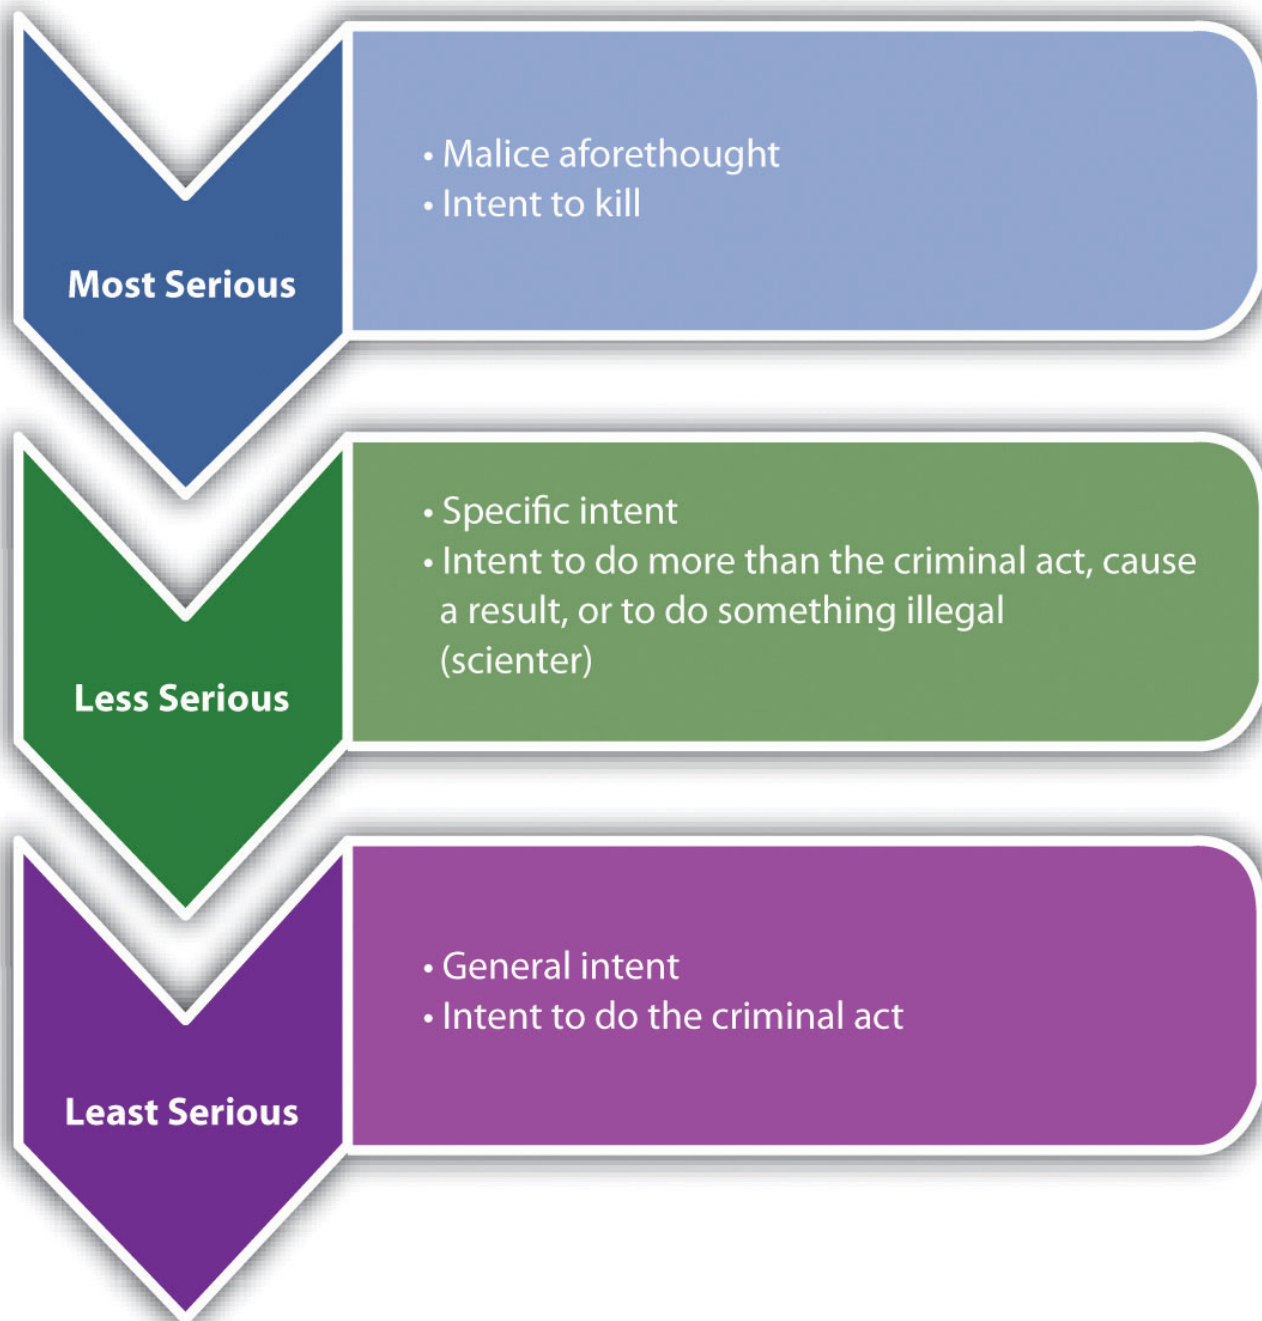 • Malice aforethought
• Intent to kill
Most Serious
• Specific intent
• Intent to do more than the criminal act, cause
a result, or to do something illegal
(scienter)
Less Serious
• General intent
• Intent to do the criminal act
Least Serious